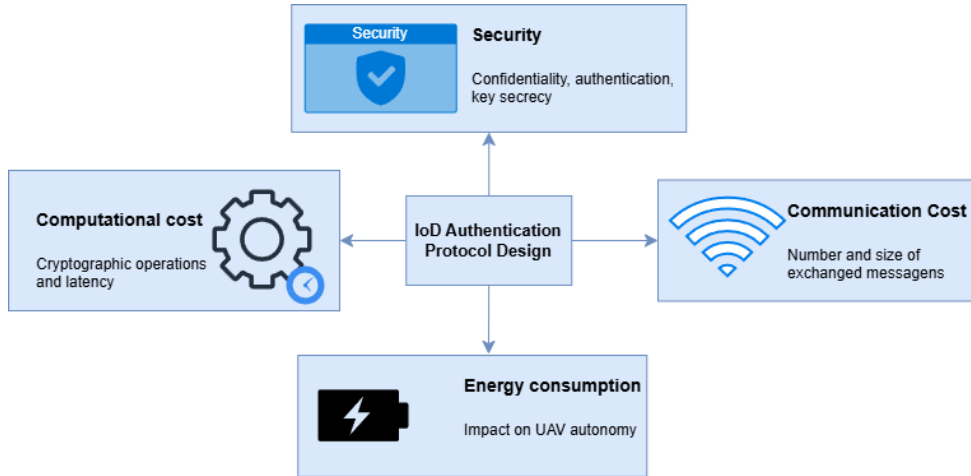 Security
Security
Confidentiality, authentication,
key secrecy
Computational cost
Cryptographic operations
and latency
IoD Authentication
Protocol Design
Communication Cost
Number and size of
exchanged messagens
Energy consumption
Impact on UAV autonomy